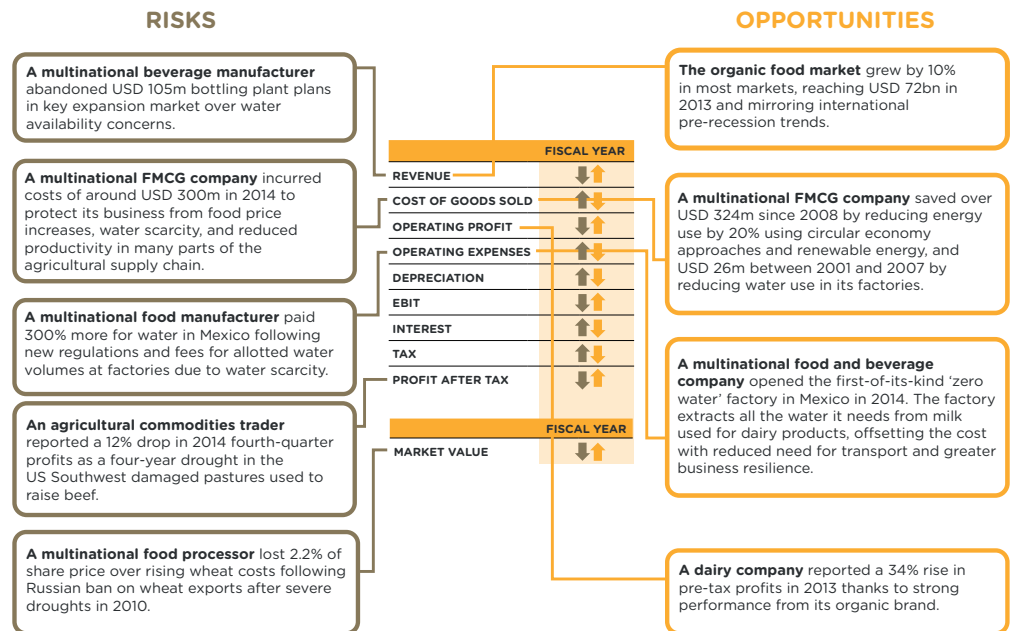 RISKS
A multinational beverage manufacturer
abandoned USD 105m bottling plant plans
in key expansion market over water
availability concerns.
A multinational FMCG company incurred
costs of around USD 300m in 2014 to
protect its business from food price
increases, water scarcity, and reduced
productivity in many parts of the
agricultural supply chain.
A multinational food manufacturer paid
300% more for water in Mexico following
new regulations and fees for allotted water
volumes at factories due to water scarcity.
An agricultural commodities trader
reported a 12% drop in 2014 fourth-quarter
profits as a four-year drought in the
US Southwest damaged pastures used to
raise beef.
A multinational food processor lost 2.2% of
share price over rising wheat costs following
Russian ban on wheat exports after severe
droughts in 2010.
FISCAL YEAR
REVENUE
COST OF GOODS SOLD
OPERATING PROFIT
OPERATING EXPENSES
DEPRECIATION
EBIT
INTEREST
TAX
PROFIT AFTER TAX
FISCAL YEAR
MARKET VALUE
OPPORTUNITIES
The organic food market grew by 10%
in most markets, reaching USD 72bn in
2013 and mirroring international
pre-recession trends.
A multinational FMCG company saved over
USD 324m since 2008 by reducing energy
use by 20% using circular economy
approaches and renewable energy, and
USD 26m between 2001 and 2007 by
reducing water use in its factories.
A multinational food and beverage
company opened the first-of-its-kind ‘zero
water’ factory in Mexico in 2014. The factory
extracts all the water it needs from milk
used for dairy products, offsetting the cost
with reduced need for transport and greater
business resilience.
A dairy company reported a 34% rise in
pre-tax profits in 2013 thanks to strong
performance from its organic brand.